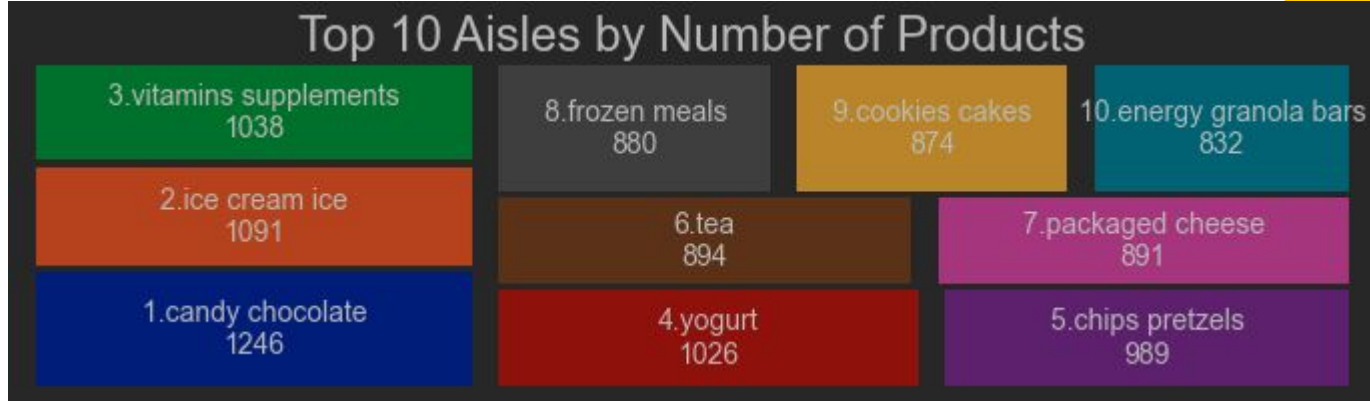 Top 10 Aisles by Number of Products
3.vitamins supplements
1038
8.frozen meals
880
9.cookies cakes
874
10.energy granola bars
832
2.ice cream ice
1091
6.tea
894
7.packaged cheese
891
1.candy chocolate
1246
4.yogurt
1026
5.chips pretzels
989